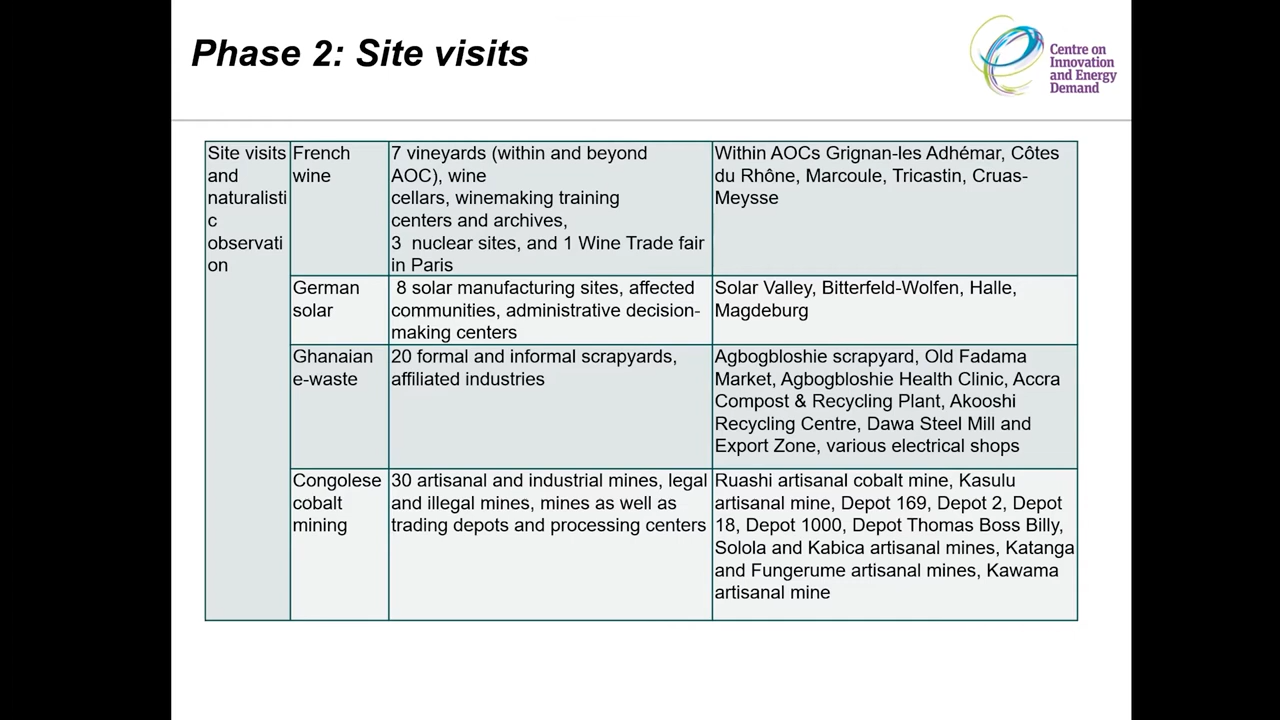 Phase 2: Site visits
Centre on
Innovation
and Energy
Demand
Site visits
and
naturalisti
c
observati
on
French
wine
7 vineyards (within and beyond
AOC), wine
cellars, winemaking training
centers and archives,
3 nuclear sites, and 1 Wine Trade fair
in Paris
Within AOCs Grignan-les Adhémar, Côtes
du Rhône, Marcoule, Tricastin, Cruas-
Meysse
German
solar
8 solar manufacturing sites, affected
communities, administrative decision-
making centers
Solar Valley, Bitterfeld-Wolfen, Halle,
Magdeburg
Ghanaian
e-waste
20 formal and informal scrapyards,
affiliated industries
Agbogbloshie scrapyard, Old Fadama
Market, Agbogbloshie Health Clinic, Accra
Compost & Recycling Plant, Akooshi
Recycling Centre, Dawa Steel Mill and
Export Zone, various electrical shops
Congolese
cobalt
mining
30 artisanal and industrial mines, legal
and illegal mines, mines as well as
trading depots and processing centers
Ruashi artisanal cobalt mine, Kasulu
artisanal mine, Depot 169, Depot 2, Depot
18, Depot 1000, Depot Thomas Boss Billy,
Solola and Kabica artisanal mines, Katanga
and Fungerume artisanal mines, Kawama
artisanal mine